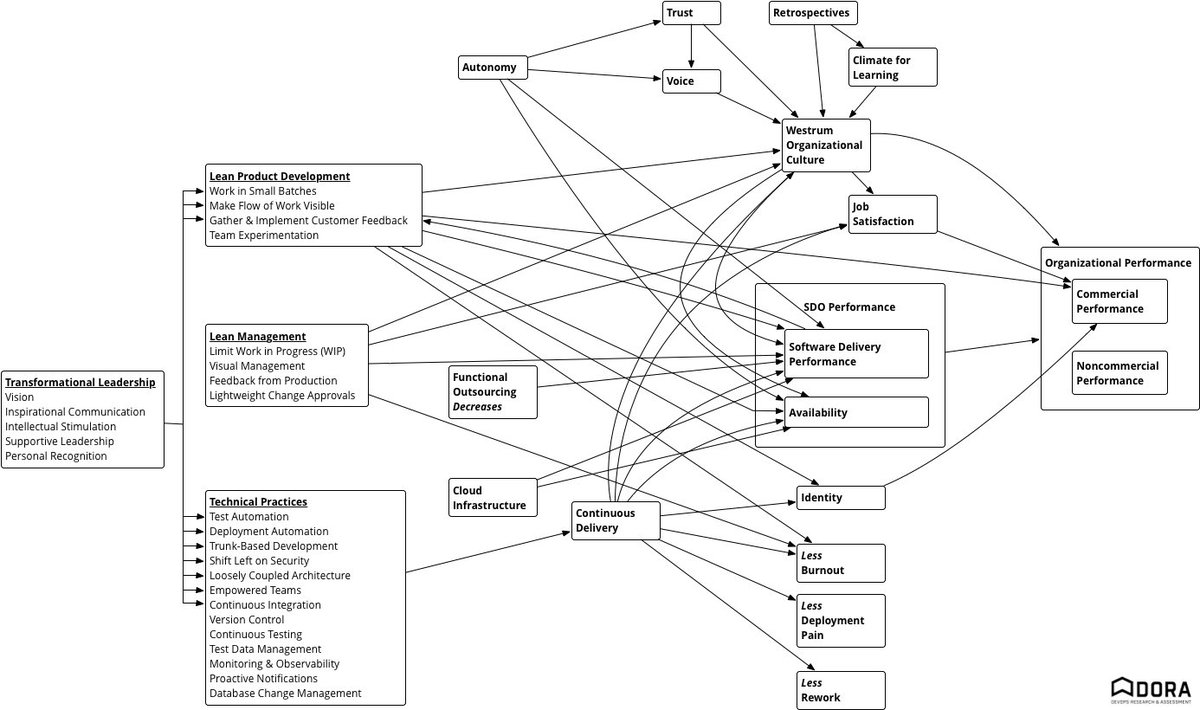 Trust
Retrospectives
Autonomy
Voice
Climate for
Learning
Westrum
Organizational
Culture
Lean Product Development
Work in Small Batches
Make Flow of Work Visible
Gather & Implement Customer Feedback
Team Experimentation
Job
Satisfaction
Organizational Performance
Commercial
Performance
Noncommercial
Performance
SDO Performance
Software Delivery
Performance
Availability
Lean Management
Limit Work in Progress (WIP)
Visual Management
Feedback from Production
Lightweight Change Approvals
Functional
Outsourcing
Decreases
Transformational Leadership
Vision
Inspirational Communication
Intellectual Stimulation
Supportive Leadership
Personal Recognition
Cloud
Infrastructure
Technical Practices
Test Automation
Deployment Automation
Trunk-Based Development
Shift Left on Security
Loosely Coupled Architecture
Empowered Teams
Continuous Integration
Version Control
Continuous Testing
Test Data Management
Monitoring & Observability
Proactive Notifications
Database Change Management
Continuous
Delivery
Identity
Less
Burnout
Less
Deployment
Pain
Less
Rework
DORA
DEVOPS RESEARCH & ASSESSMENT